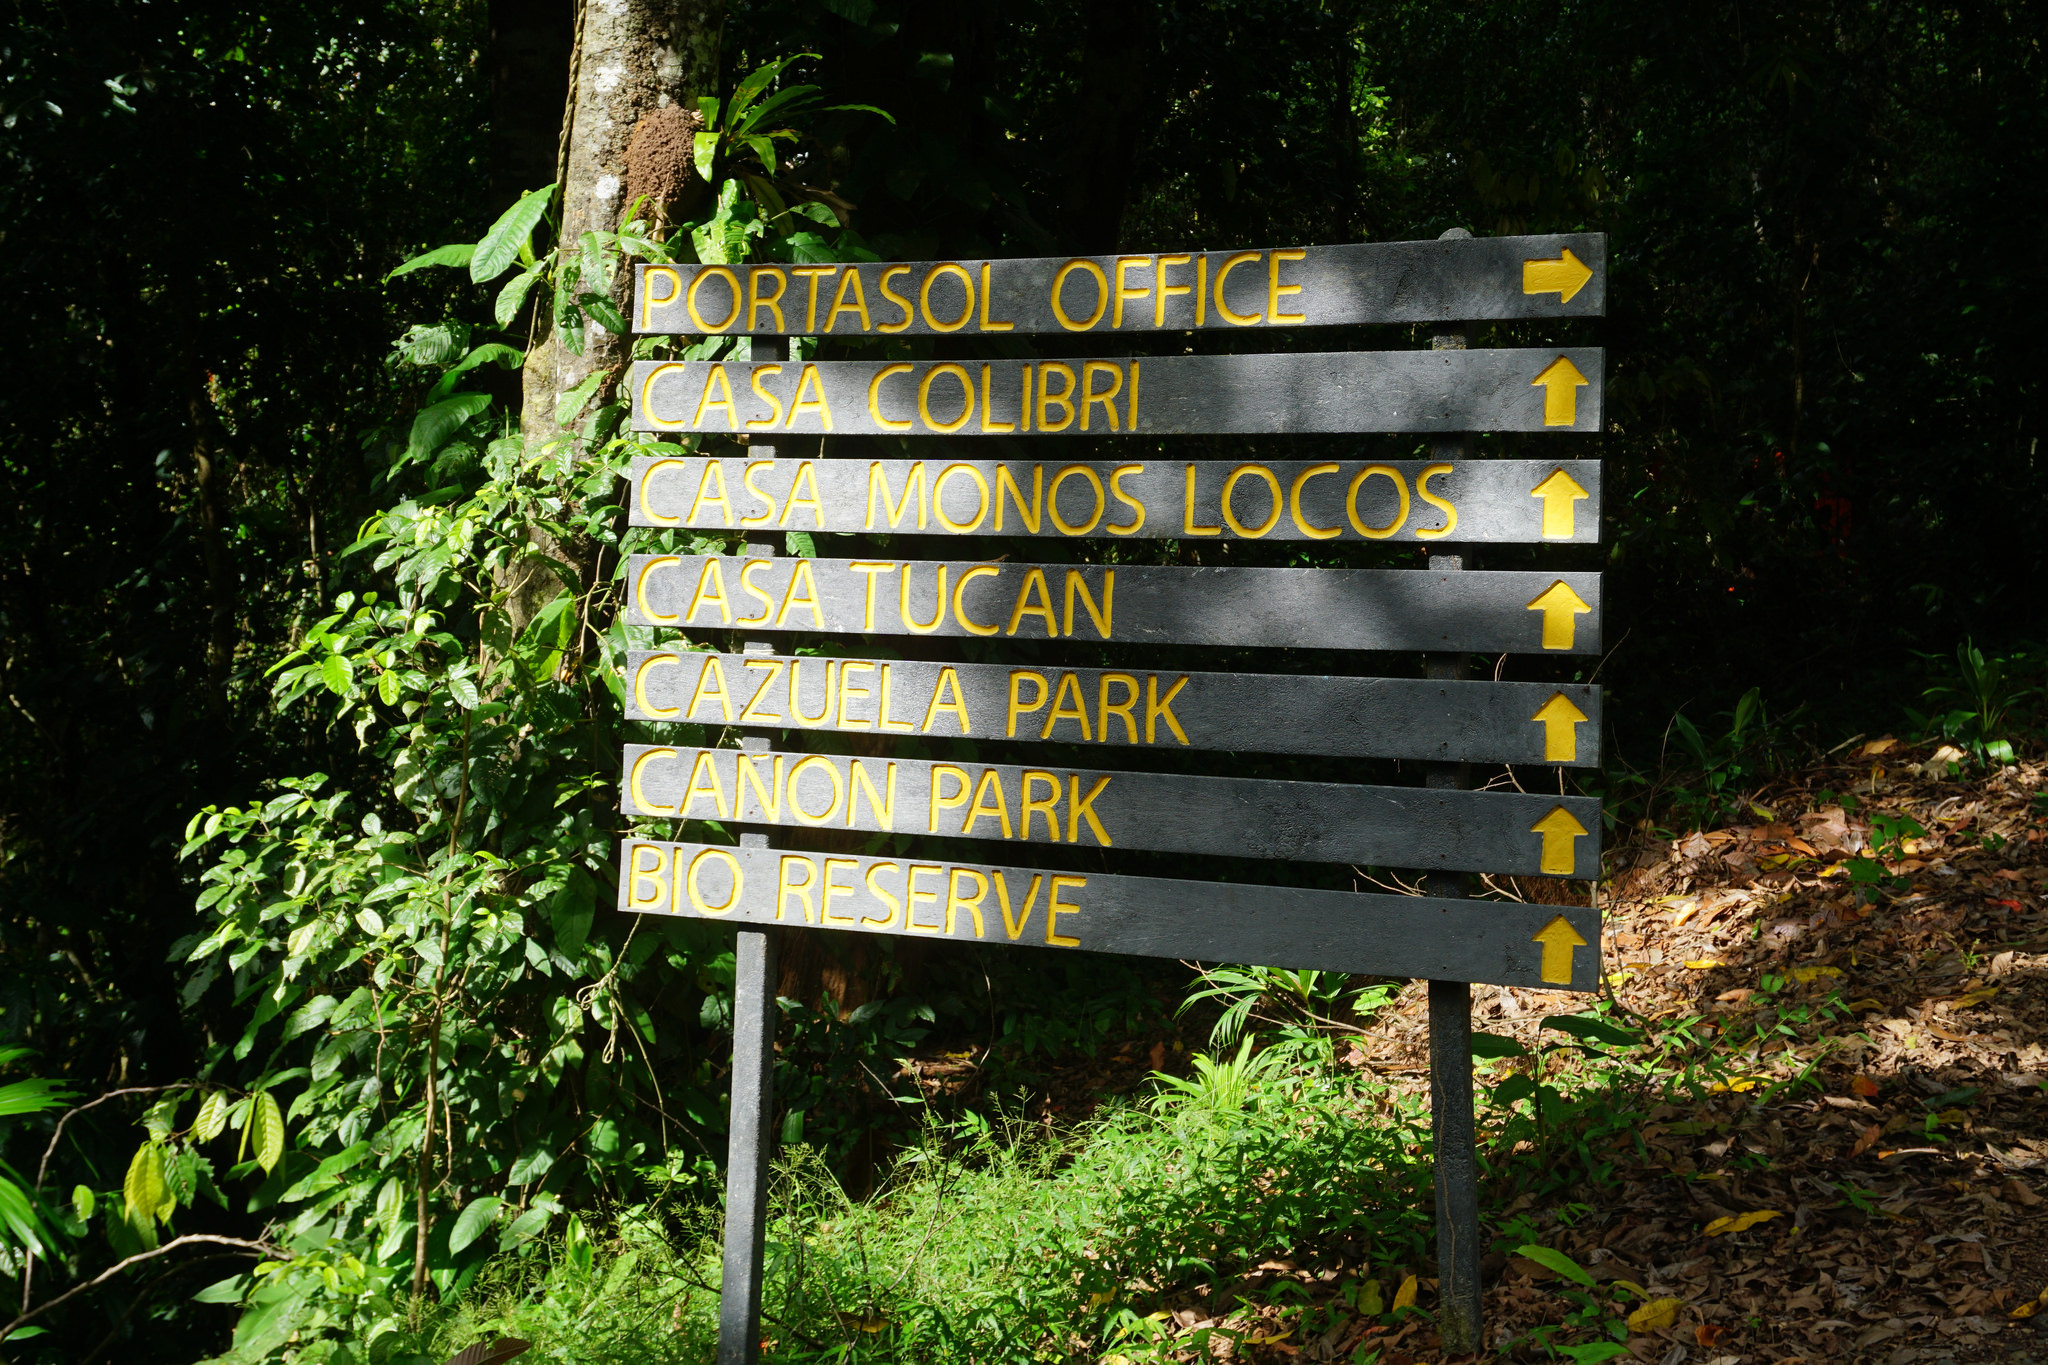 PORTASOL OFFICE
CASA COLIBRI
CASA MONOS LOCOS
CASA TUCAN
CAZUELA PARK
CAÑON PARK
BIO RESERVE